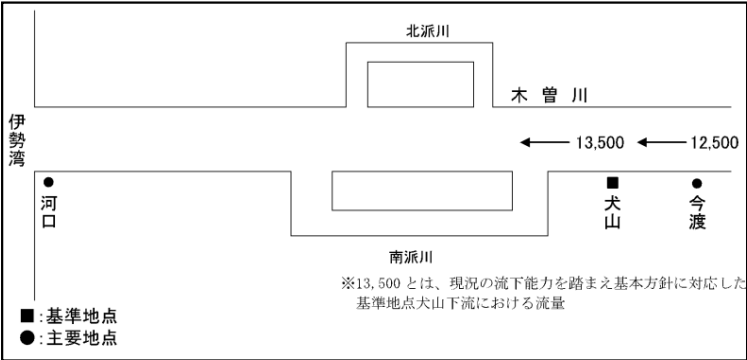 北派川
木曽川
伊勢湾
13,500
12,500
河口
犬山
今渡
南派川
※13,500とは、現況の流下能力を踏まえ基本方針に対応した
基準地点犬山下流における流量
■:基準地点
●:主要地点